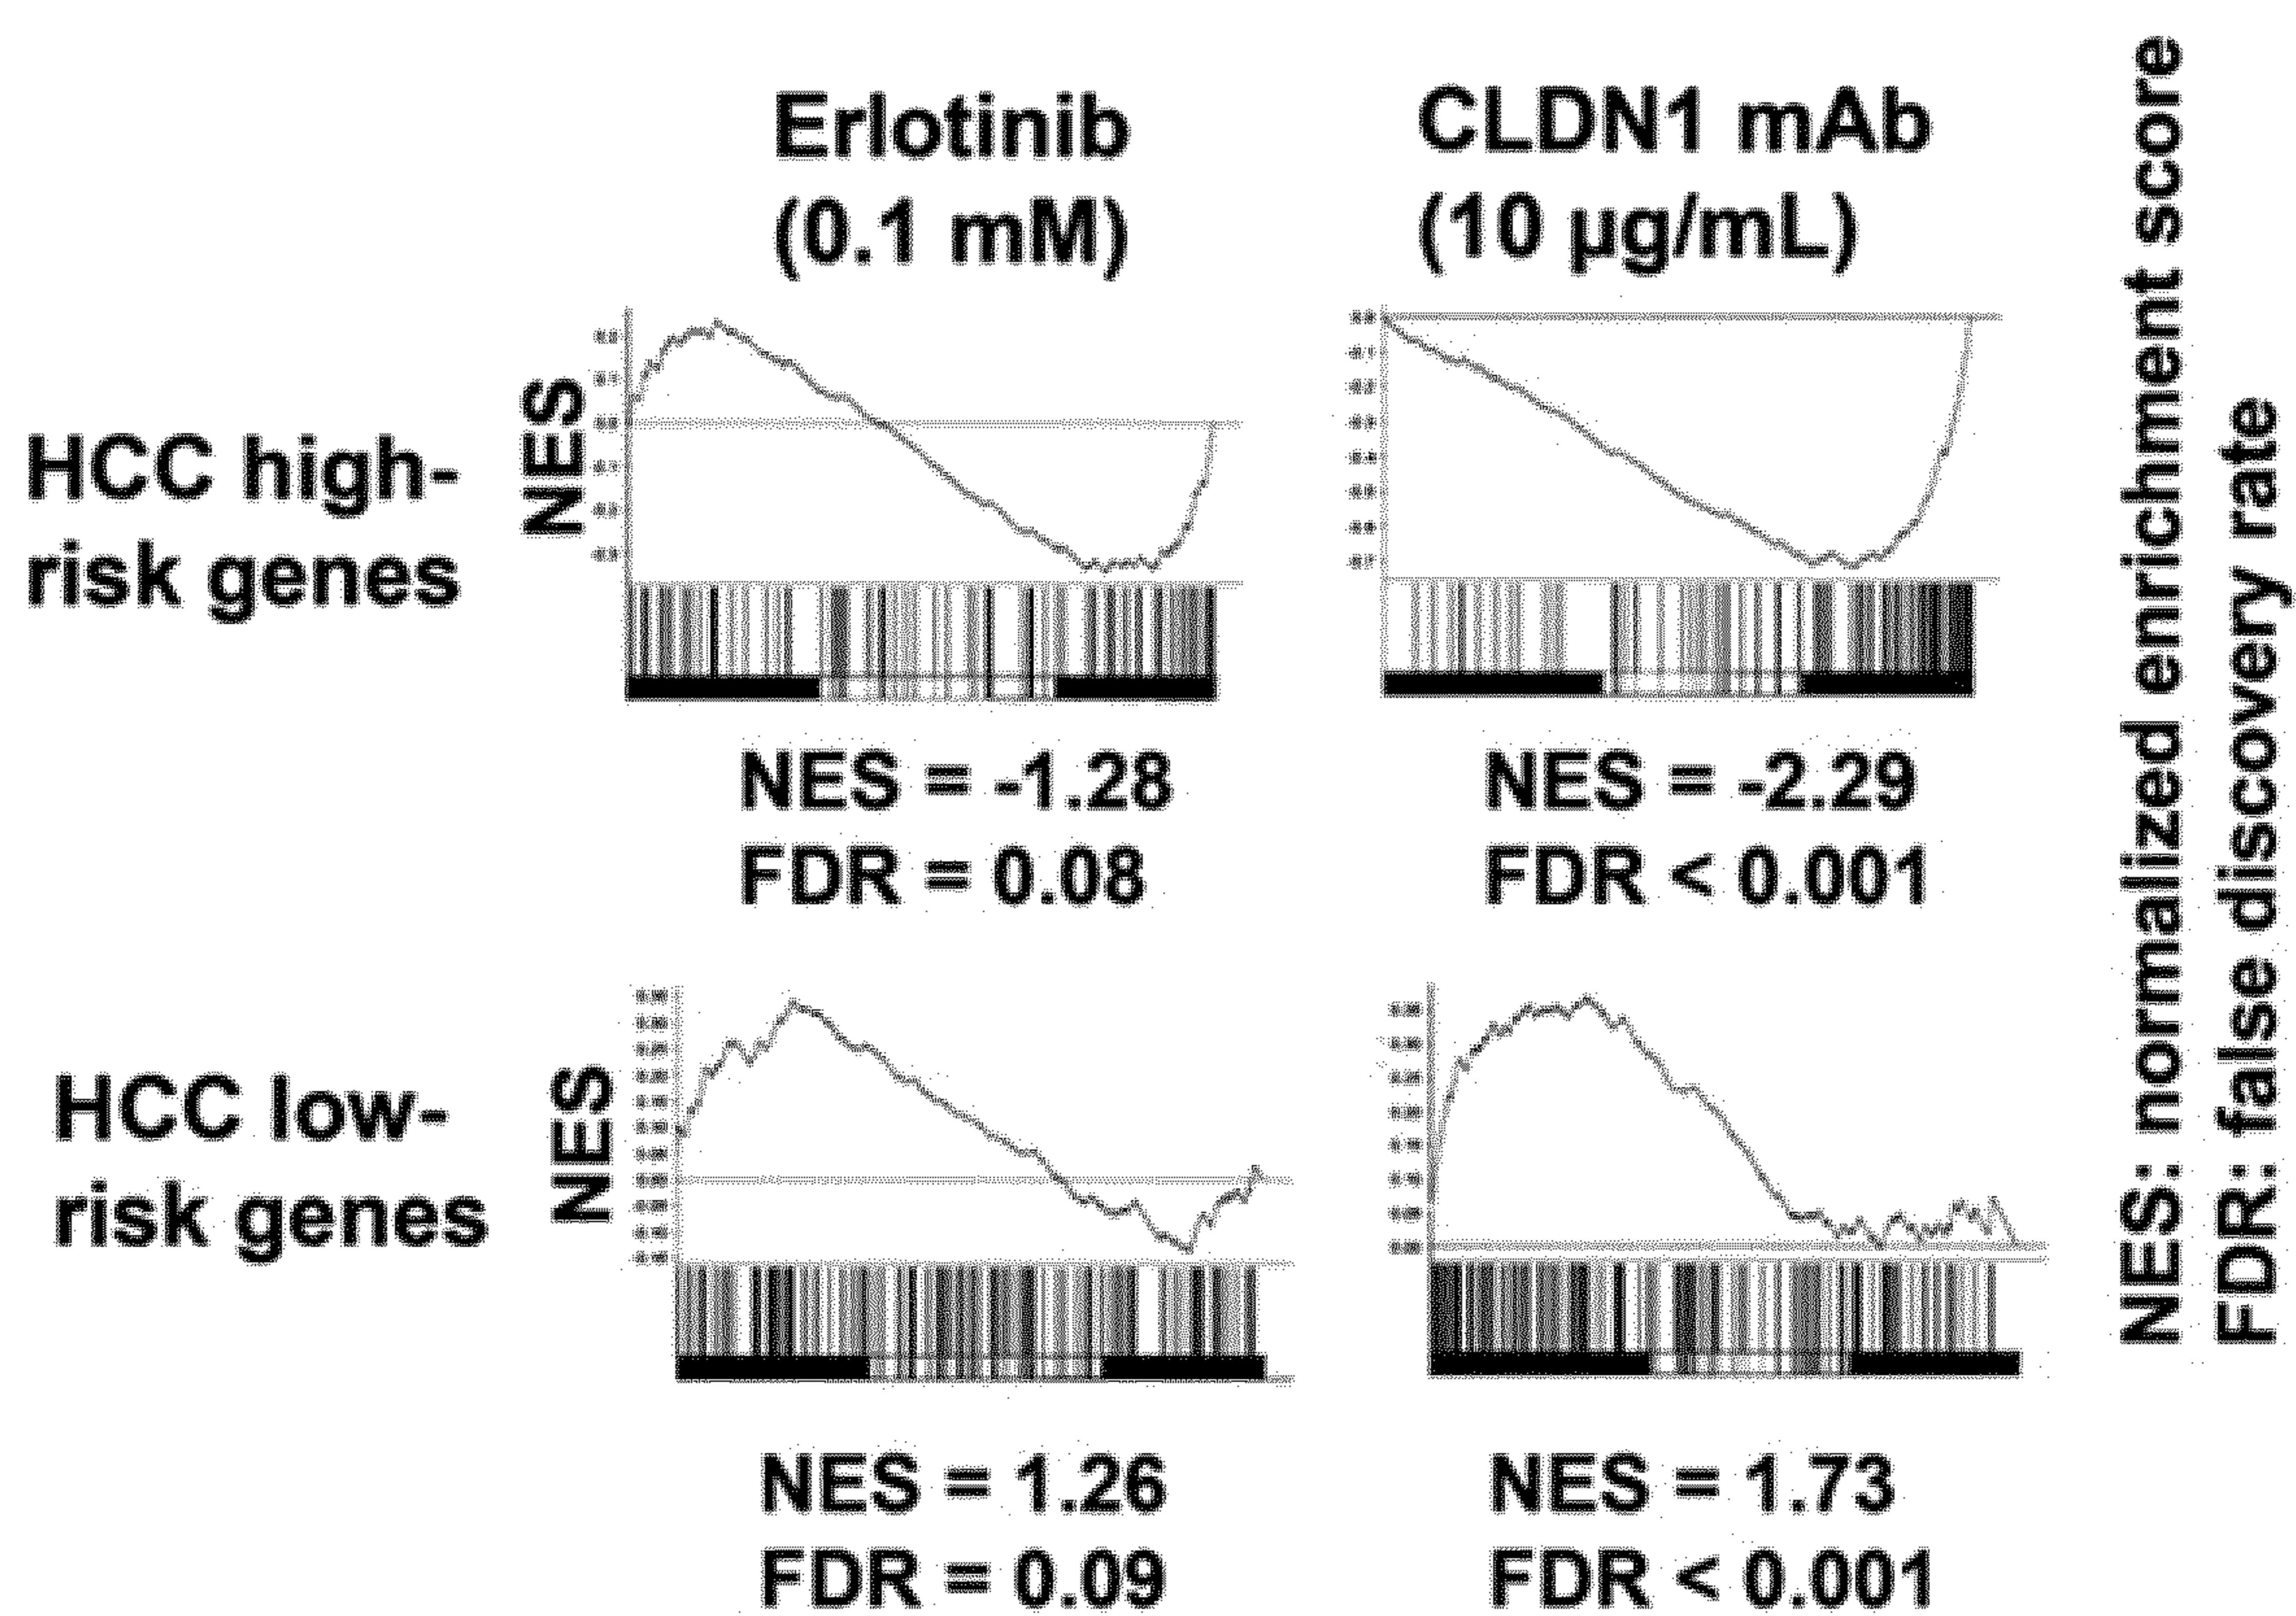 Erlotinib
(0.1 mM)
CLDN1 mAb
(10 µg/mL)
HCC high-
risk genes
NES
NES = -1.28
FDR = 0.08
NES = -2.29
FDR < 0.001
HCC low-
risk genes
NES
NES = 1.26
FDR = 0.09
NES = 1.73
FDR < 0.001
NES: normalized enrichment score
FDR: false discovery rate